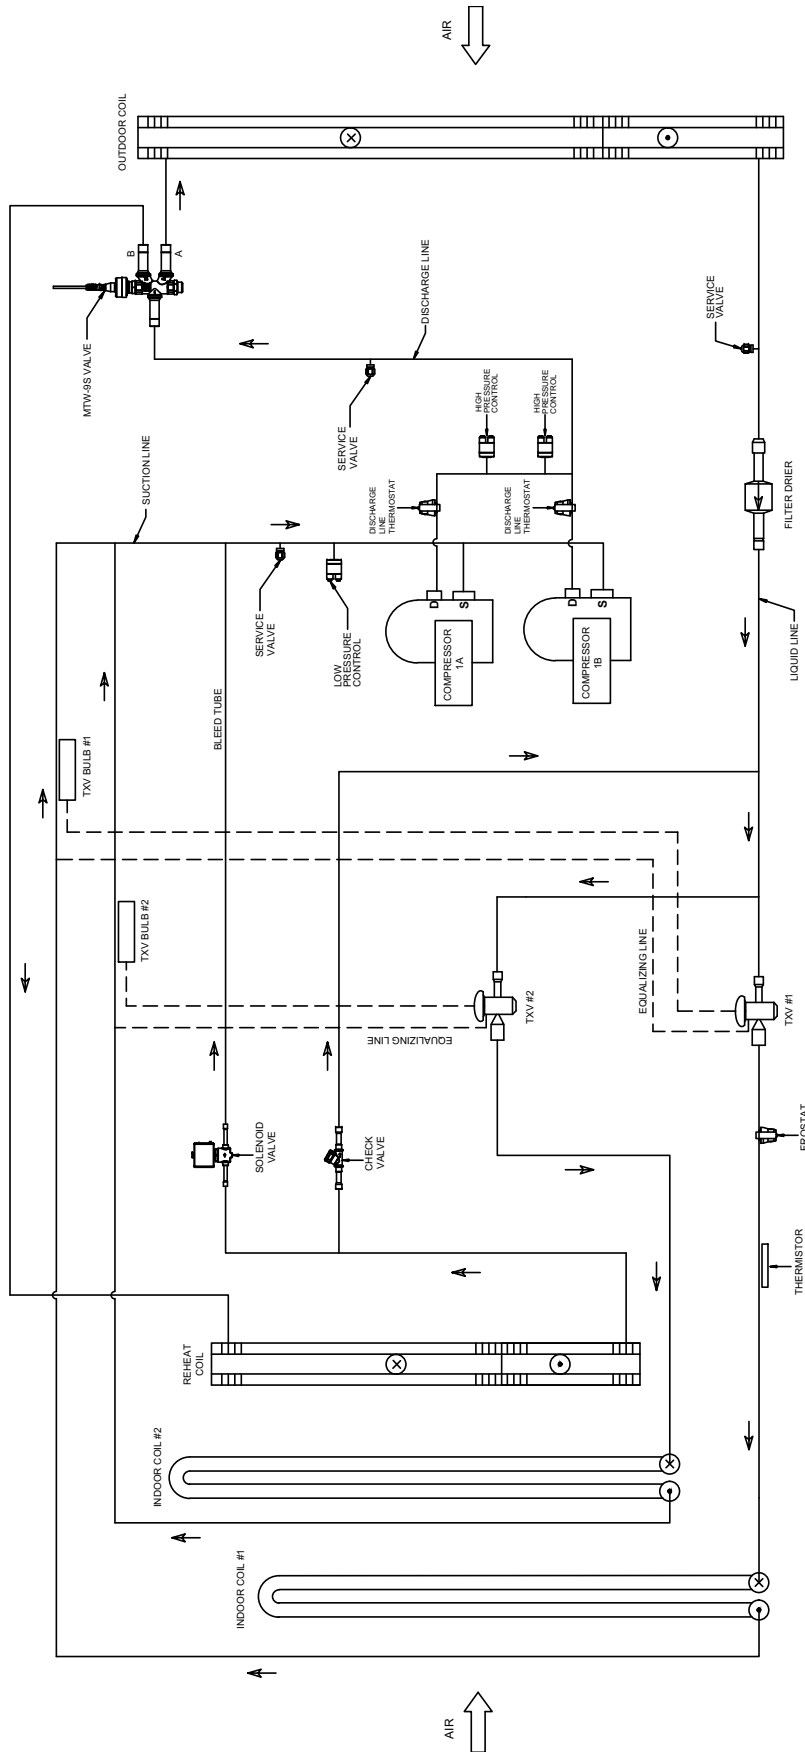 AIR
INDOOR COIL #1
INDOOR COIL #2
REHEAT
COIL
SOLENOID
VALVE
CHECK
VALVE
THERMISTOR
FROSTAT
TXV BULB #2
TXV BULB #1
EQUALIZING LINE
TXV #2
EQUALIZING LINE
TXV #1
BLEED TUBE
SUCTION LINE
SERVICE
VALVE
LOW
PRESSURE
CONTROL
COMPRESSOR
1A
D
S
COMPRESSOR
1B
D
S
DISCHARGE
LINE
THERMOSTAT
DISCHARGE
LINE
THERMOSTAT
HIGH
PRESSURE
CONTROL
HIGH
PRESSURE
CONTROL
SERVICE
VALVE
DISCHARGE LINE
MTW-9S VALVE
B
A
LIQUID LINE
FILTER DRIER
SERVICE
VALVE
OUTDOOR COIL
AIR